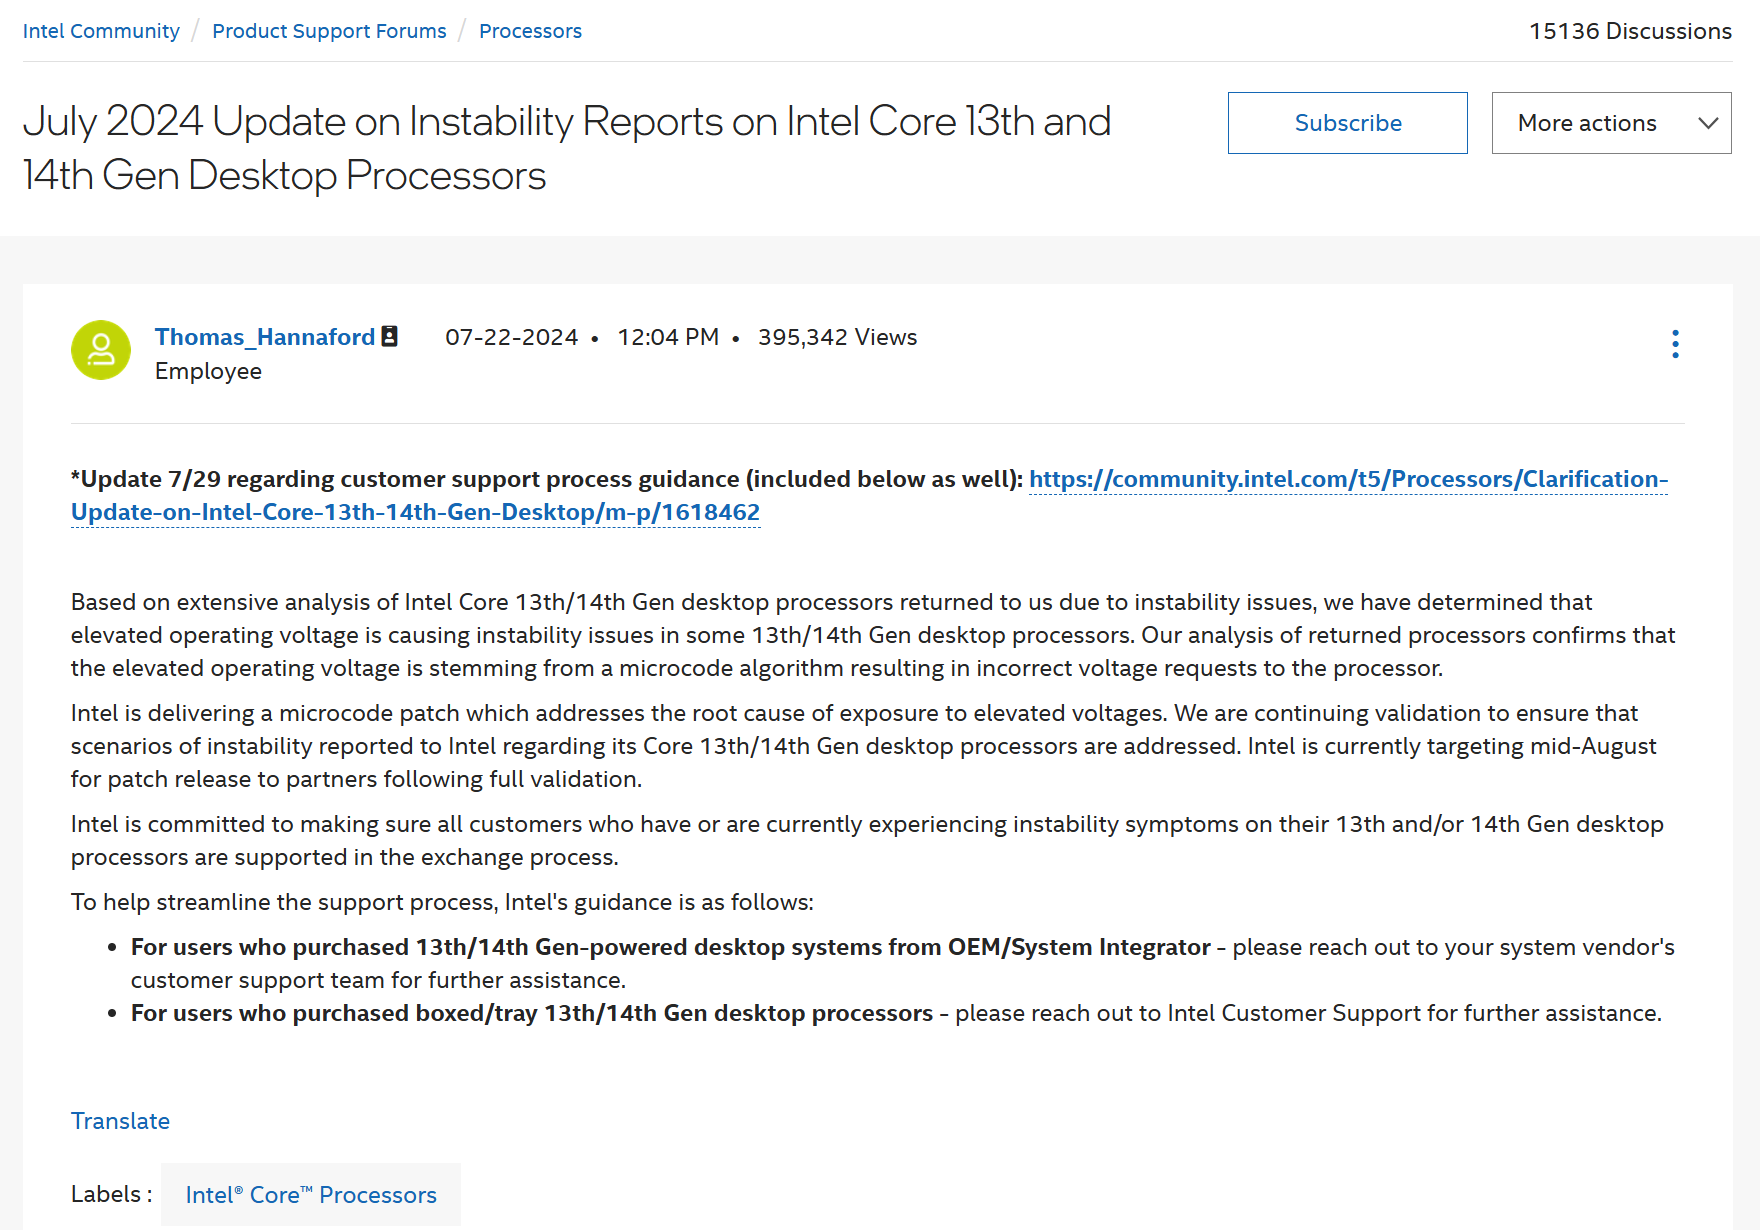 Intel Community / Product Support Forums / Processors
15136 Discussions
July 2024 Update on Instability Reports on Intel Core 13th and
14th Gen Desktop Processors
Subscribe
More actions
Thomas_Hannaford 07-22-2024 • 12:04 PM • 395,342 Views
Employee
*Update 7/29 regarding customer support process guidance (included below as well): https://community.intel.com/t5/Processors/Clarification-
Update-on-Intel-Core-13th-14th-Gen-Desktop/m-p/1618462
Based on extensive analysis of Intel Core 13th/14th Gen desktop processors returned to us due to instability issues, we have determined that
elevated operating voltage is causing instability issues in some 13th/14th Gen desktop processors. Our analysis of returned processors confirms that
the elevated operating voltage is stemming from a microcode algorithm resulting in incorrect voltage requests to the processor.
Intel is delivering a microcode patch which addresses the root cause of exposure to elevated voltages. We are continuing validation to ensure that
scenarios of instability reported to Intel regarding its Core 13th/14th Gen desktop processors are addressed. Intel is currently targeting mid-August
for patch release to partners following full validation.
Intel is committed to making sure all customers who have or are currently experiencing instability symptoms on their 13th and/or 14th Gen desktop
processors are supported in the exchange process.
To help streamline the support process, Intel's guidance is as follows:
• For users who purchased 13th/14th Gen-powered desktop systems from OEM/System Integrator - please reach out to your system vendor's
customer support team for further assistance.
• For users who purchased boxed/tray 13th/14th Gen desktop processors - please reach out to Intel Customer Support for further assistance.
Translate
Labels : Intel® Core™ Processors